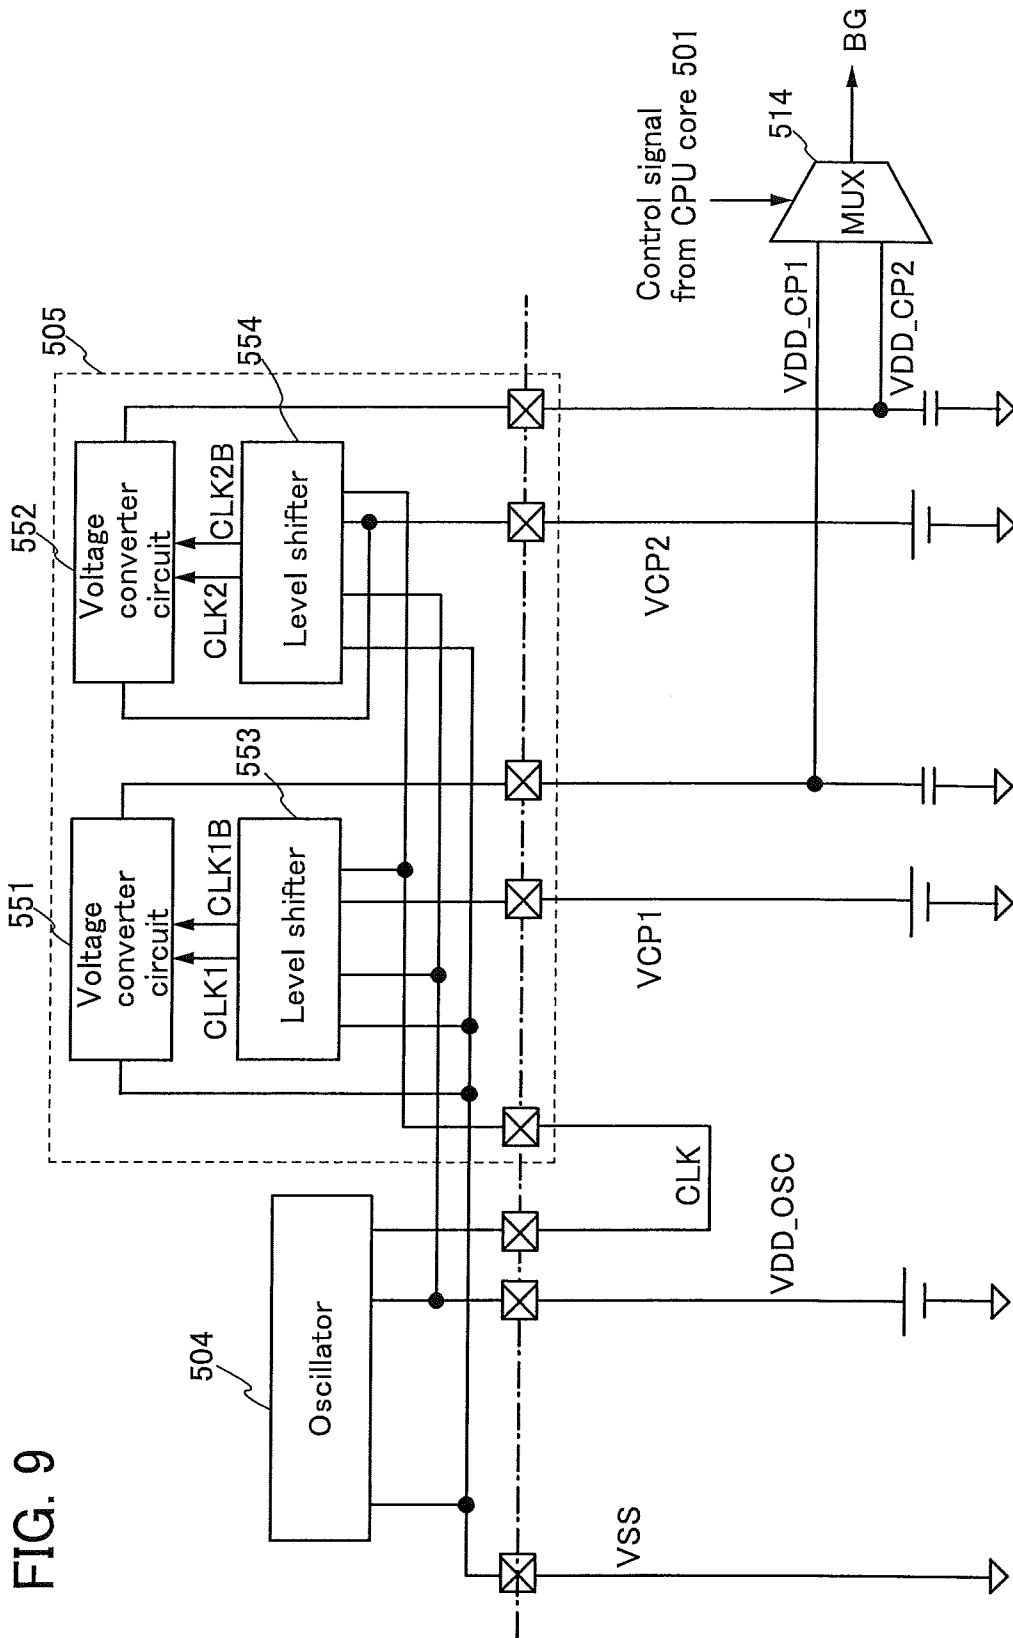 FIG. 9
504
Oscillator
551
Voltage
converter
circuit
CLK1
CLK1B
553
Level shifter
552
Voltage
converter
circuit
CLK2
CLK2B
554
Level shifter
505
VSS
VDD_OSC
CLK
VCP1
VCP2
VDD_CP1
VDD_CP2
Control signal
from CPU core 501
514
MUX
BG